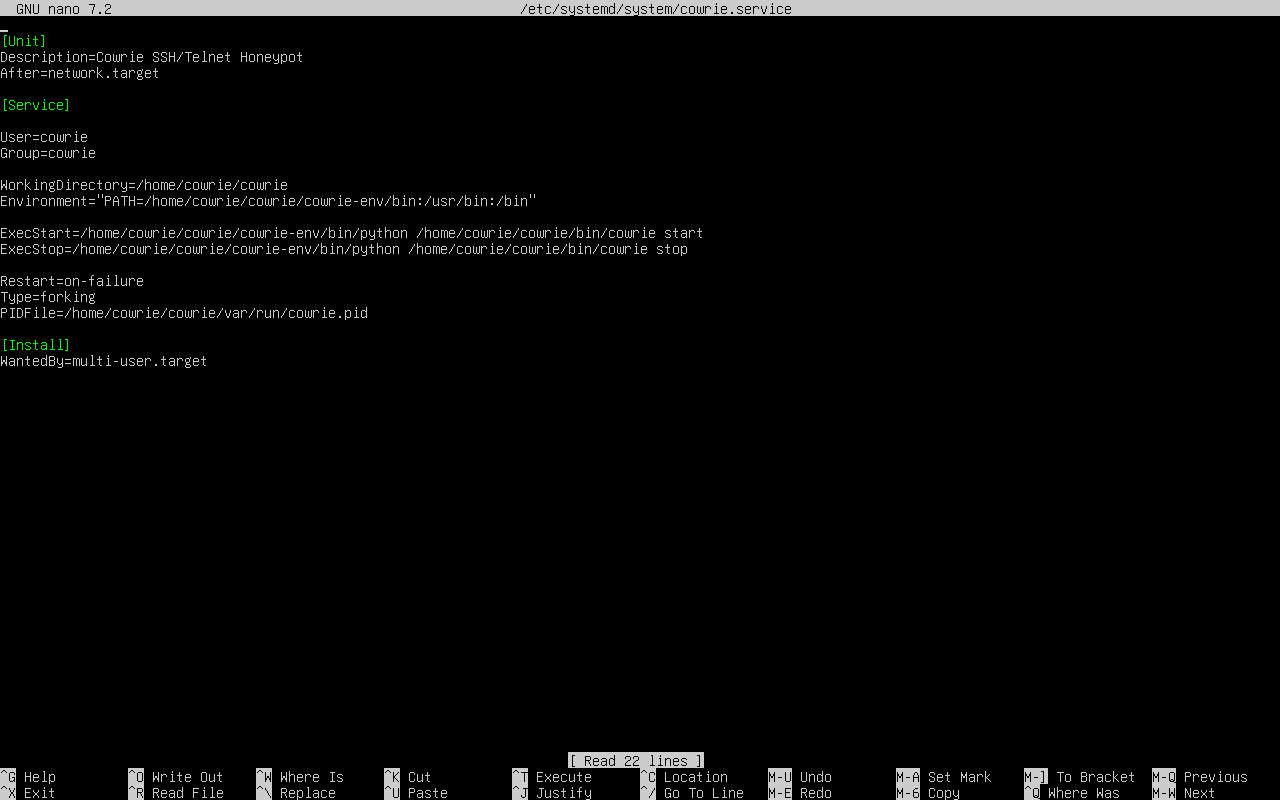 GNU nano 7.2 /etc/systemd/system/cowrie.service
[Unit]
Description=Cowrie SSH/Telnet Honeypot
After=network.target
[Service]
User=cowrie
Group=cowrie
WorkingDirectory=/home/cowrie/cowrie
Environment="PATH=/home/cowrie/cowrie/cowrie-env/bin:/usr/bin:/bin"
ExecStart=/home/cowrie/cowrie/cowrie-env/bin/python /home/cowrie/cowrie/bin/cowrie start
ExecStop=/home/cowrie/cowrie/cowrie-env/bin/python /home/cowrie/cowrie/bin/cowrie stop
Restart=on-failure
Type=forking
PIDFile=/home/cowrie/cowrie/var/run/cowrie.pid
[Install]
WantedBy=multi-user.target
[ Read 22 lines ]
^G Help ^O Write Out ^W Where Is ^K Cut ^T Execute ^C Location M-U Undo M-A Set Mark M-] To Bracket M-Q Previous
^X Exit ^R Read File ^\ Replace ^U Paste ^J Justify ^/ Go To Line M-E Redo M-6 Copy ^Q Where Was M-W Next